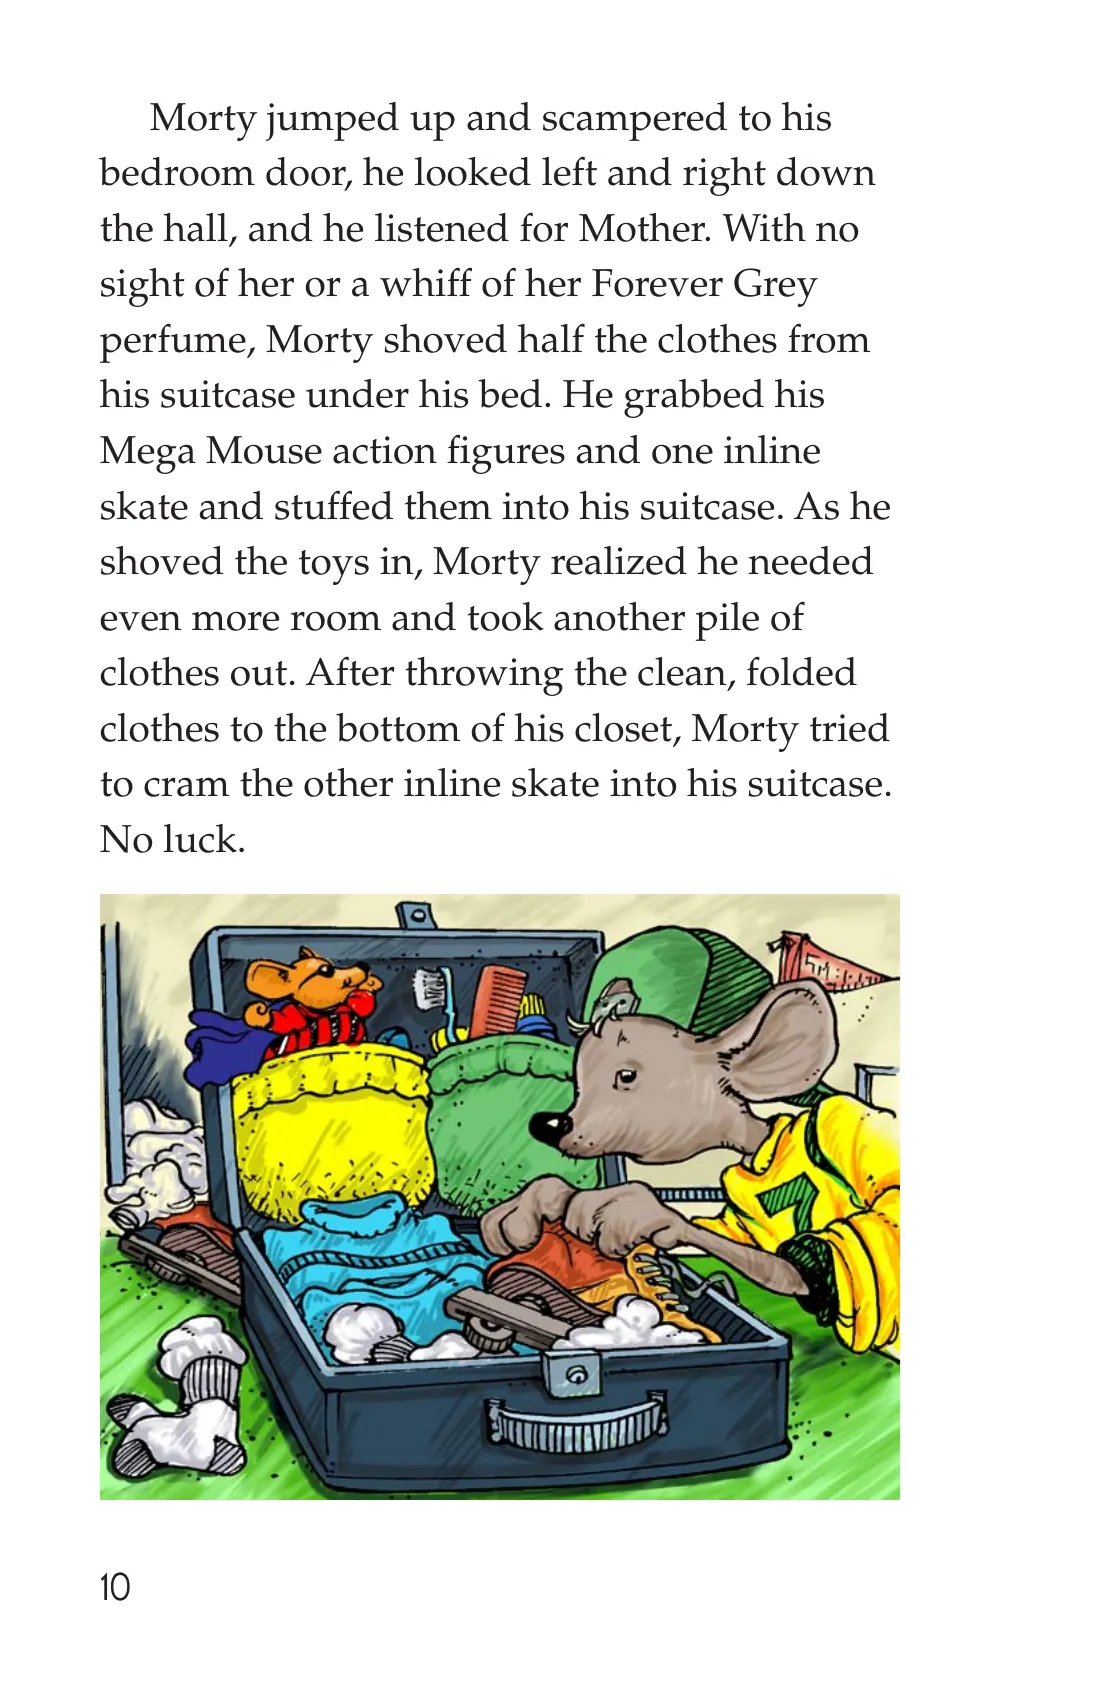 Morty jumped up and scampered to his
bedroom door, he looked left and right down
the hall, and he listened for Mother. With no
sight of her or a whiff of her Forever Grey
perfume, Morty shoved half the clothes from
his suitcase under his bed. He grabbed his
Mega Mouse action figures and one inline
skate and stuffed them into his suitcase. As he
shoved the toys in, Morty realized he needed
even more room and took another pile of
clothes out. After throwing the clean, folded
clothes to the bottom of his closet, Morty tried
to cram the other inline skate into his suitcase.
No luck.
10